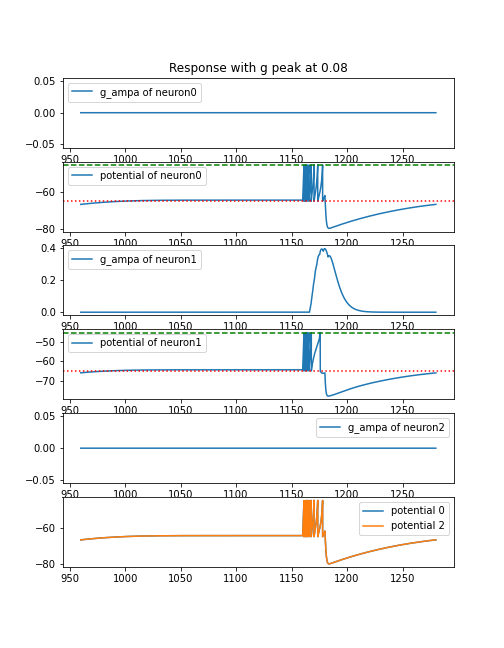 Response with g peak at 0.08
0.05
0.00
−0.05
g_ampa of neuron0
950 1000 1050 1100 1150 1200 1250
−60
−80
potential of neuron0
950 1000 1050 1100 1150 1200 1250
0.4
0.2
0.0
g_ampa of neuron1
950 1000 1050 1100 1150 1200 1250
−50
−60
−70
potential of neuron1
950 1000 1050 1100 1150 1200 1250
0.05
0.00
−0.05
g_ampa of neuron2
950 1000 1050 1100 1150 1200 1250
−60
−80
potential 0
potential 2
950 1000 1050 1100 1150 1200 1250